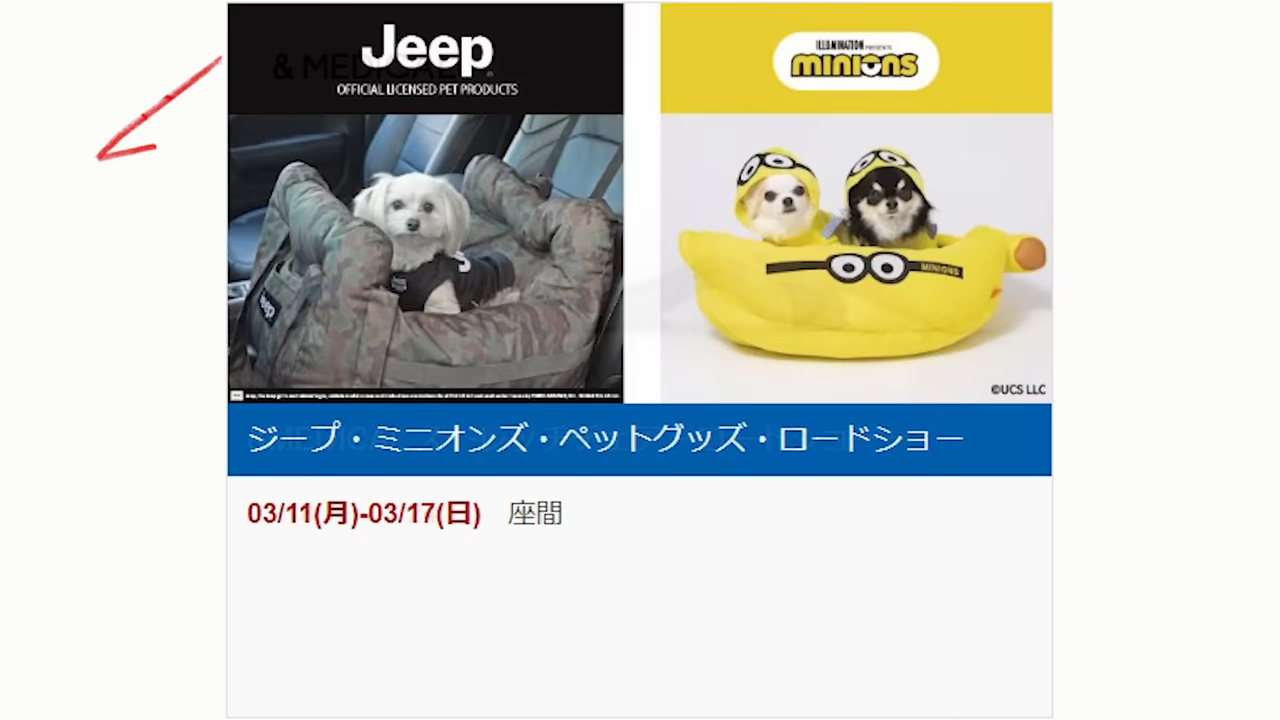 Jeep
OFFICIAL LICENSED PET PRODUCTS
Jeep
ILLUMINATION PRESENTS
minions
MINIONS
©UCS LLC
ジープ・ミニオンズ・ペットグッズ・ロードショー
03/11(月)-03/17(日) 座間